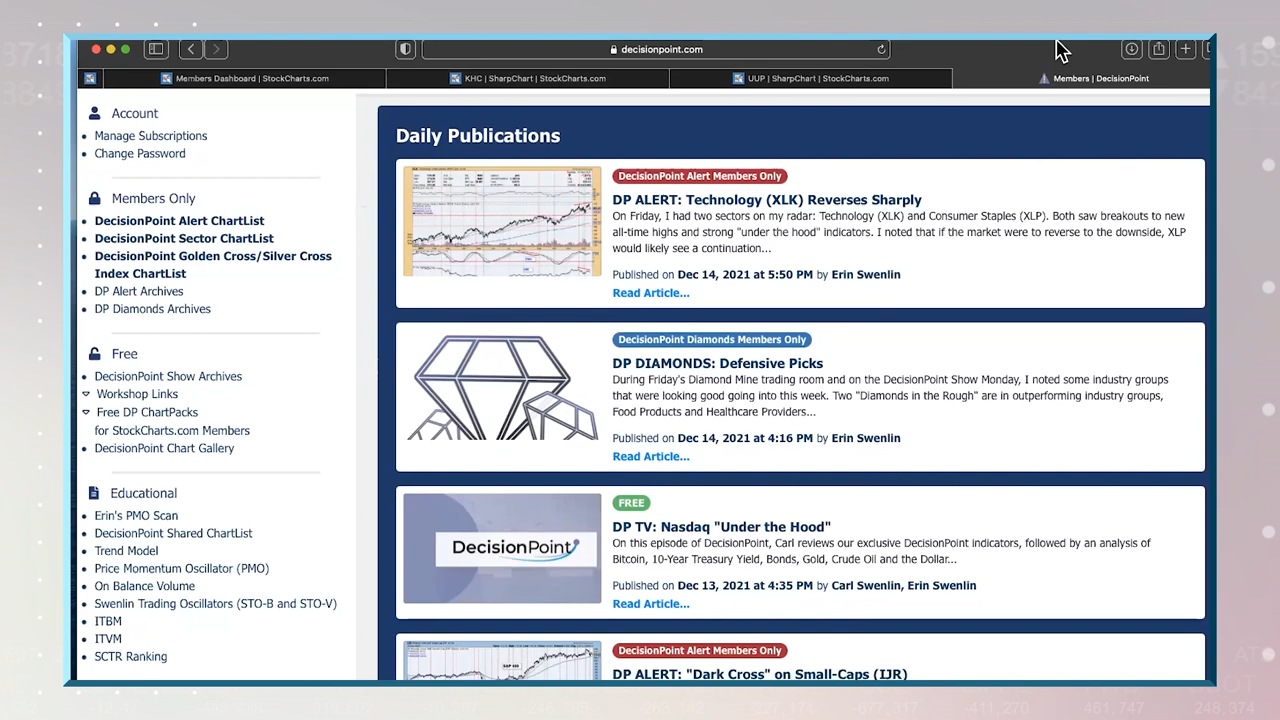 decisionpoint.com
Members Dashboard | StockCharts.com
KHC | SharpChart | StockCharts.com
UUP | SharpChart | StockCharts.com
Members | DecisionPoint
Account
Manage Subscriptions
Change Password
Members Only
DecisionPoint Alert ChartList
DecisionPoint Sector ChartList
DecisionPoint Golden Cross/Silver Cross
Index ChartList
DP Alert Archives
DP Diamonds Archives
Free
DecisionPoint Show Archives
Workshop Links
Free DP ChartPacks
for StockCharts.com Members
DecisionPoint Chart Gallery
Educational
Erin's PMO Scan
DecisionPoint Shared ChartList
Trend Model
Price Momentum Oscillator (PMO)
On Balance Volume
Swenlin Trading Oscillators (STO-B and STO-V)
ITBM
ITVM
SCTR Ranking
Daily Publications
DecisionPoint Alert Members Only
DP ALERT: Technology (XLK) Reverses Sharply
On Friday, I had two sectors on my radar: Technology (XLK) and Consumer Staples (XLP). Both saw breakouts to new
all-time highs and strong "under the hood" indicators. I noted that if the market were to reverse to the downside, XLP
would likely see a continuation...
Published on Dec 14, 2021 at 5:50 PM by Erin Swenlin
Read Article...
DecisionPoint Diamonds Members Only
DP DIAMONDS: Defensive Picks
During Friday's Diamond Mine trading room and on the DecisionPoint Show Monday, I noted some industry groups
that were looking good going into this week. Two "Diamonds in the Rough" are in outperforming industry groups,
Food Products and Healthcare Providers...
Published on Dec 14, 2021 at 4:16 PM by Erin Swenlin
Read Article...
DecisionPoint
FREE
DP TV: Nasdaq "Under the Hood"
On this episode of DecisionPoint, Carl reviews our exclusive DecisionPoint indicators, followed by an analysis of
Bitcoin, 10-Year Treasury Yield, Bonds, Gold, Crude Oil and the Dollar...
Published on Dec 13, 2021 at 4:35 PM by Carl Swenlin, Erin Swenlin
Read Article...
DecisionPoint Alert Members Only
DP ALERT: "Dark Cross" on Small-Caps (IJR)